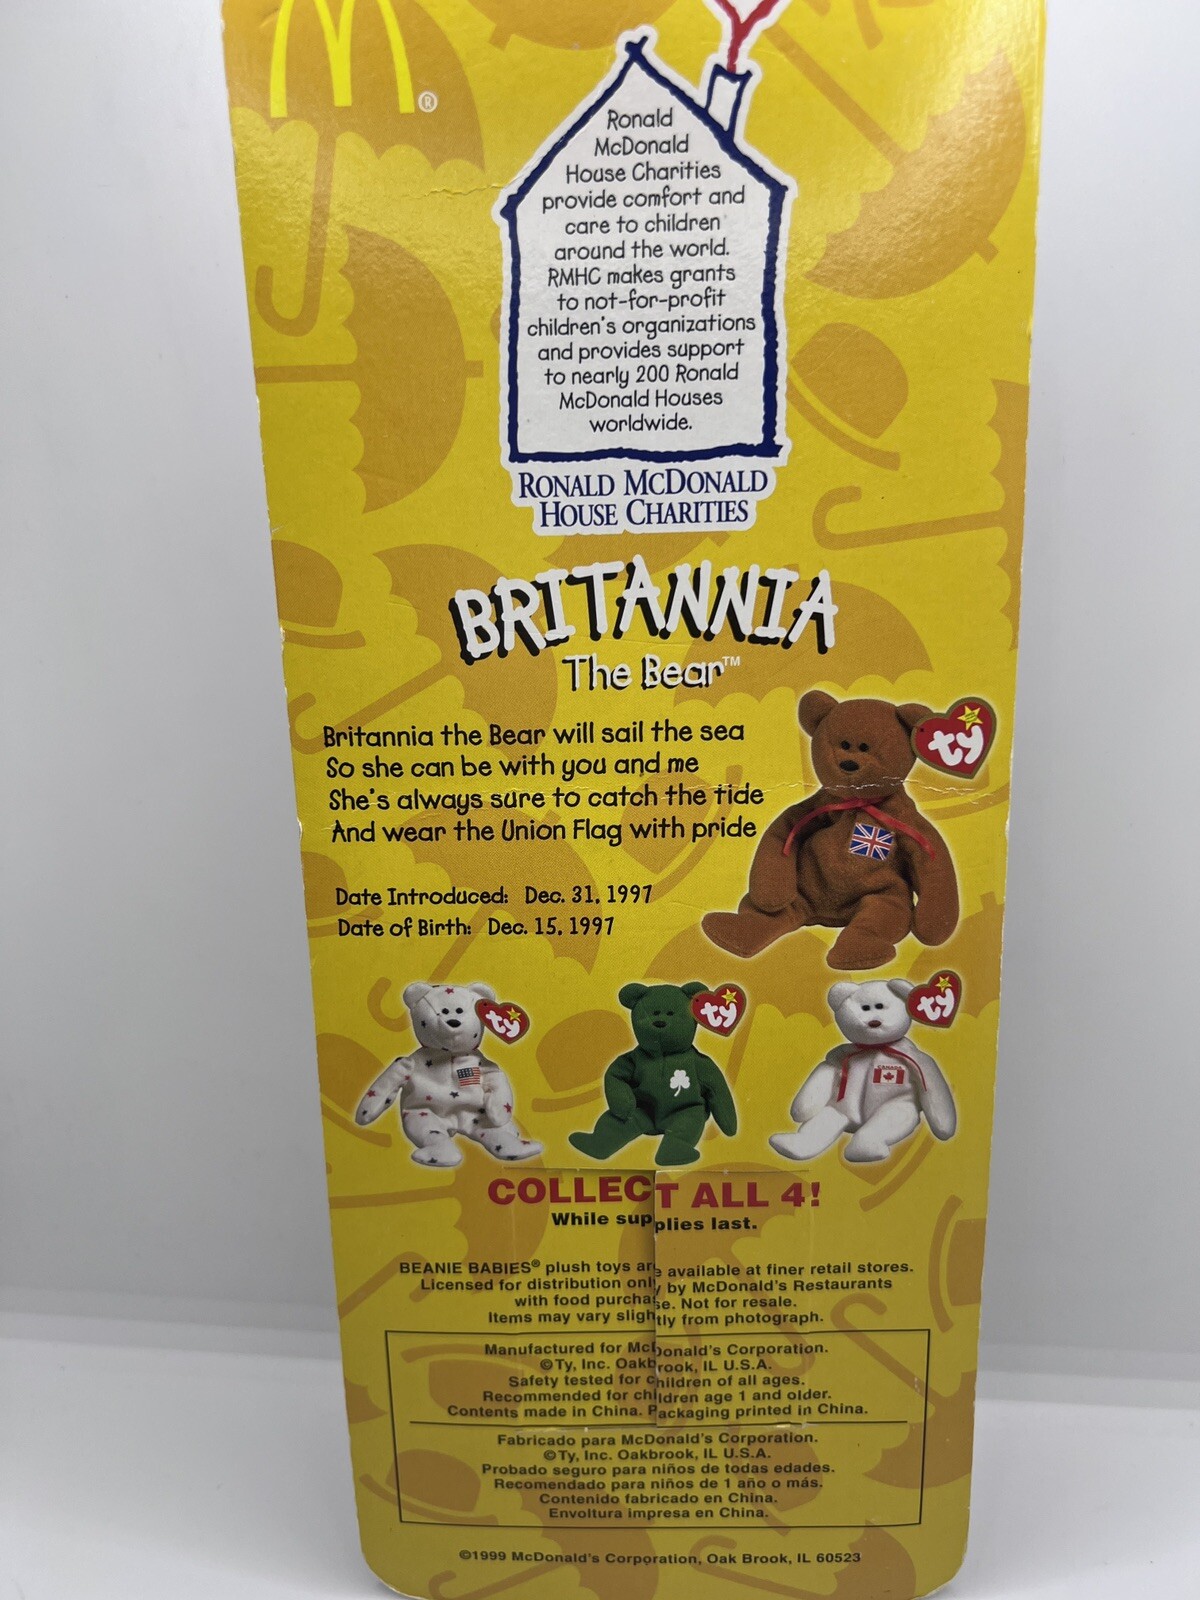 ®
Ronald
McDonald
House Charities
provide comfort and
care to children
around the world.
RMHC makes grants
to not-for-profit
children's organizations
and provides support
to nearly 200 Ronald
McDonald Houses
worldwide.
RONALD MCDONALD
HOUSE CHARITIES
BRITANNIA
The Bear™
Britannia the Bear will sail the sea
So she can be with you and me
She's always sure to catch the tide
And wear the Union Flag with pride
ty
Date Introduced: Dec. 31, 1997
Date of Birth: Dec. 15, 1997
ty
ty
ty
CANADA
COLLECT ALL 4!
While supplies last.
BEANIE BABIES® plush toys are available at finer retail stores.
Licensed for distribution only by McDonald's Restaurants
with food purchase. Not for resale.
Items may vary slightly from photograph.
Manufactured for McDonald's Corporation.
©Ty, Inc. Oakbrook, IL U.S.A.
Safety tested for children of all ages.
Recommended for children age 1 and older.
Contents made in China. Packaging printed in China.
Fabricado para McDonald's Corporation.
©Ty, Inc. Oakbrook, IL U.S.A.
Probado seguro para niños de todas edades.
Recomendado para niños de 1 año o más.
Contenido fabricado en China.
Envoltura impresa en China.
©1999 McDonald's Corporation, Oak Brook, IL 60523